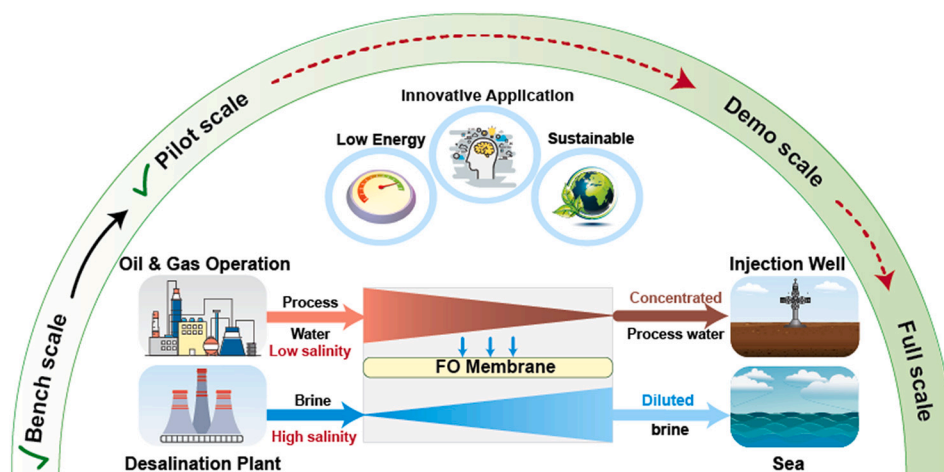 Bench scale
Pilot scale
Demo scale
Full scale
Innovative Application
Low Energy
Sustainable
Oil & Gas Operation
Process
Water
Low salinity
Concentrated
Process water
Injection Well
FO Membrane
Brine
High salinity
Diluted
brine
Desalination Plant
Sea